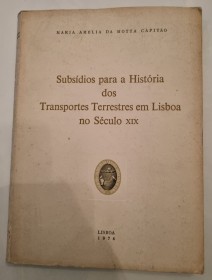 MARIA AMÉLIA DA MOTTA CAPITÃO
Subsídios para a História
dos
Transportes Terrestres em Lisboa
no Século XIX
LISBOA
1974